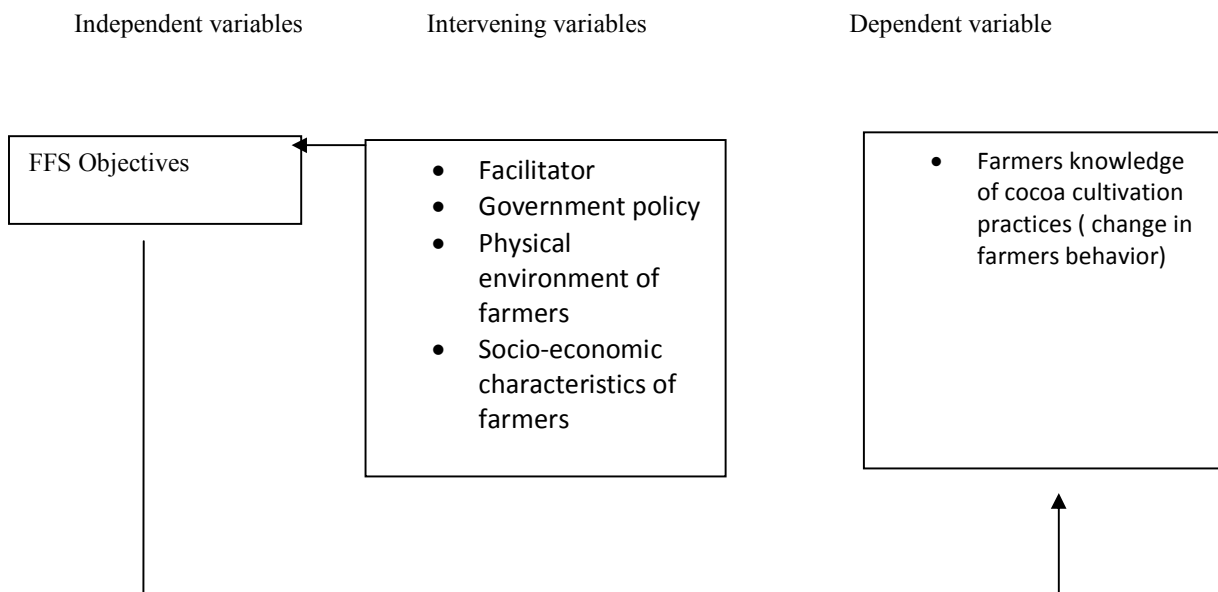 Independent variables Intervening variables Dependent variable
FFS Objectives
• Facilitator
• Government policy
• Physical
environment of
farmers
• Socio-economic
characteristics of
farmers
• Farmers knowledge
of cocoa cultivation
practices ( change in
farmers behavior)